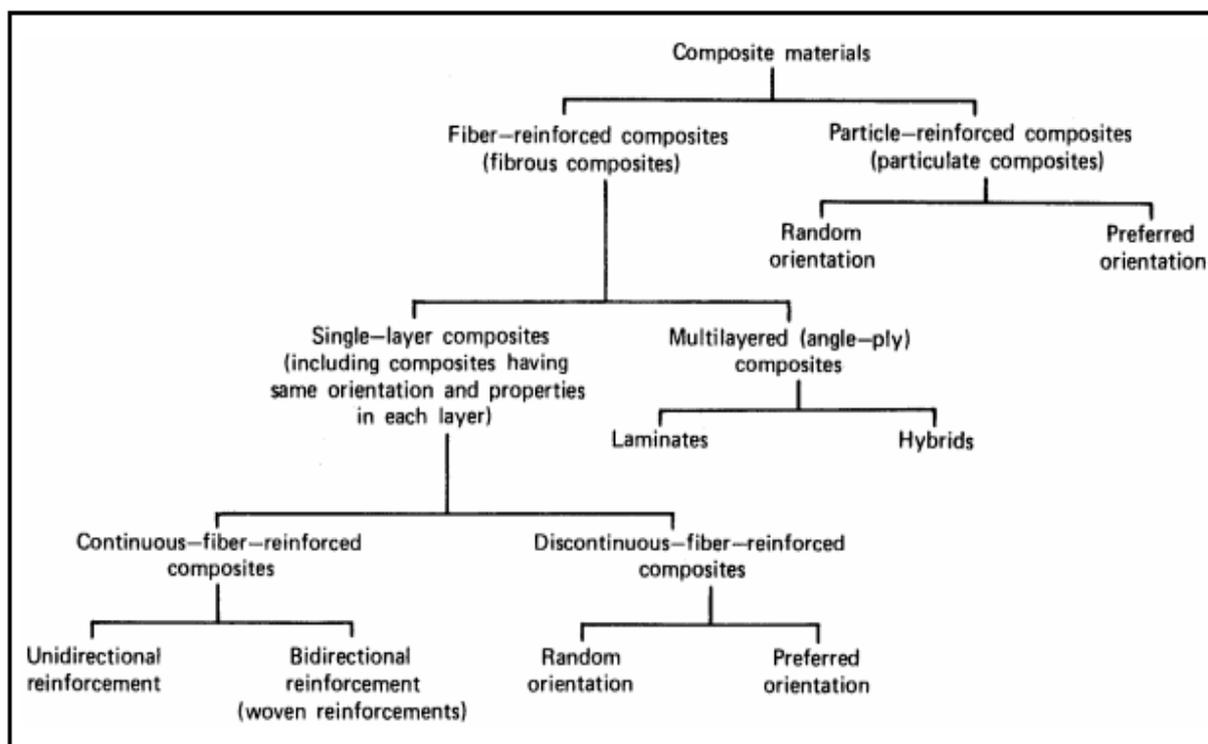 Composite materials
Fiber—reinforced composites
(fibrous composites)
Particle—reinforced composites
(particulate composites)
Random
orientation
Preferred
orientation
Single—layer composites
(including composites having
same orientation and properties
in each layer)
Multilayered (angle—ply)
composites
Laminates
Hybrids
Continuous—fiber—reinforced
composites
Discontinuous—fiber—reinforced
composites
Unidirectional
reinforcement
Bidirectional
reinforcement
(woven reinforcements)
Random
orientation
Preferred
orientation